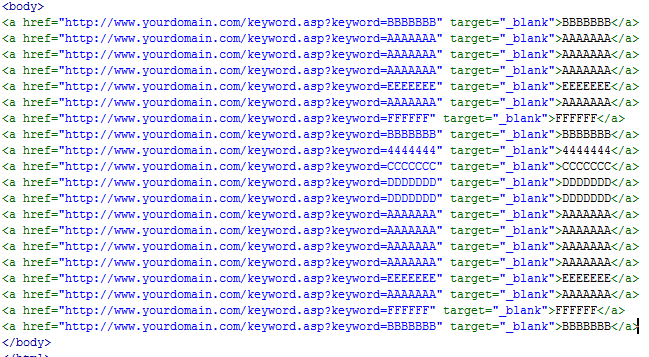 <body>
<a href="http://www.yourdomain.com/keyword.asp?keyword=BBBBBBB" target="_blank">BBBBBBB</a>
<a href="http://www.yourdomain.com/keyword.asp?keyword=AAAAAAA" target="_blank">AAAAAAA</a>
<a href="http://www.yourdomain.com/keyword.asp?keyword=AAAAAAA" target="_blank">AAAAAAA</a>
<a href="http://www.yourdomain.com/keyword.asp?keyword=AAAAAAA" target="_blank">AAAAAAA</a>
<a href="http://www.yourdomain.com/keyword.asp?keyword=EEEEEEE" target="_blank">EEEEEEE</a>
<a href="http://www.yourdomain.com/keyword.asp?keyword=AAAAAAA" target="_blank">AAAAAAA</a>
<a href="http://www.yourdomain.com/keyword.asp?keyword=FFFFFF" target="_blank">FFFFFF</a>
<a href="http://www.yourdomain.com/keyword.asp?keyword=BBBBBBB" target="_blank">BBBBBBB</a>
<a href="http://www.yourdomain.com/keyword.asp?keyword=4444444" target="_blank">4444444</a>
<a href="http://www.yourdomain.com/keyword.asp?keyword=CCCCCCC" target="_blank">CCCCCCC</a>
<a href="http://www.yourdomain.com/keyword.asp?keyword=DDDDDDD" target="_blank">DDDDDDD</a>
<a href="http://www.yourdomain.com/keyword.asp?keyword=DDDDDDD" target="_blank">DDDDDDD</a>
<a href="http://www.yourdomain.com/keyword.asp?keyword=AAAAAAA" target="_blank">AAAAAAA</a>
<a href="http://www.yourdomain.com/keyword.asp?keyword=AAAAAAA" target="_blank">AAAAAAA</a>
<a href="http://www.yourdomain.com/keyword.asp?keyword=AAAAAAA" target="_blank">AAAAAAA</a>
<a href="http://www.yourdomain.com/keyword.asp?keyword=AAAAAAA" target="_blank">AAAAAAA</a>
<a href="http://www.yourdomain.com/keyword.asp?keyword=EEEEEEE" target="_blank">EEEEEEE</a>
<a href="http://www.yourdomain.com/keyword.asp?keyword=AAAAAAA" target="_blank">AAAAAAA</a>
<a href="http://www.yourdomain.com/keyword.asp?keyword=FFFFFF" target="_blank">FFFFFF</a>
<a href="http://www.yourdomain.com/keyword.asp?keyword=BBBBBBB" target="_blank">BBBBBBB</a>
</body>